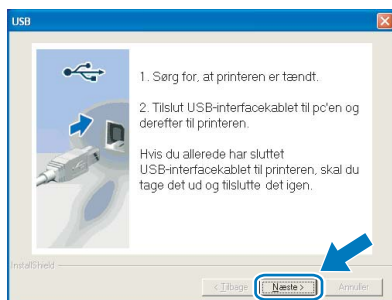 USB
1. Sørg for, at printeren er tændt.
2. Tilslut USB-interfacekablet til pc'en og
derefter til printeren.
Hvis du allerede har sluttet
USB-interfacekablet til printeren, skal du
tage det ud og tilslutte det igen.
InstallShield
< Tilbage
Næste >
Annuller